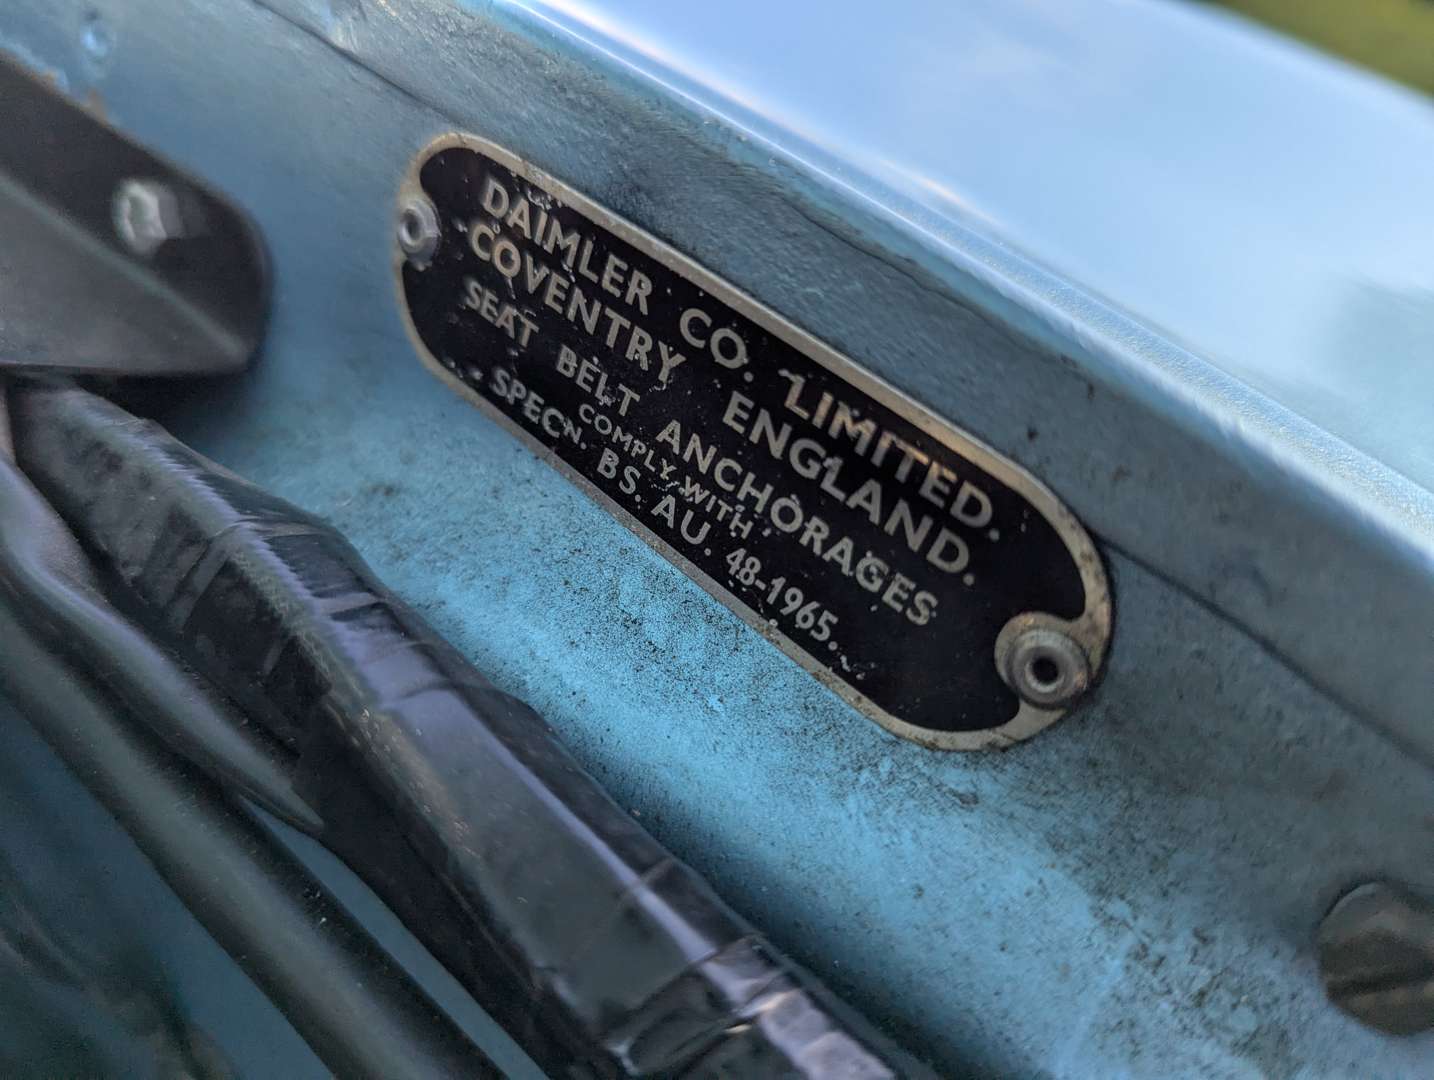 DAIMLER CO. LIMITED.
COVENTRY ENGLAND.
SEAT BELT ANCHORAGES
COMPLY WITH
SPECN. BS. AU. 48-1965.